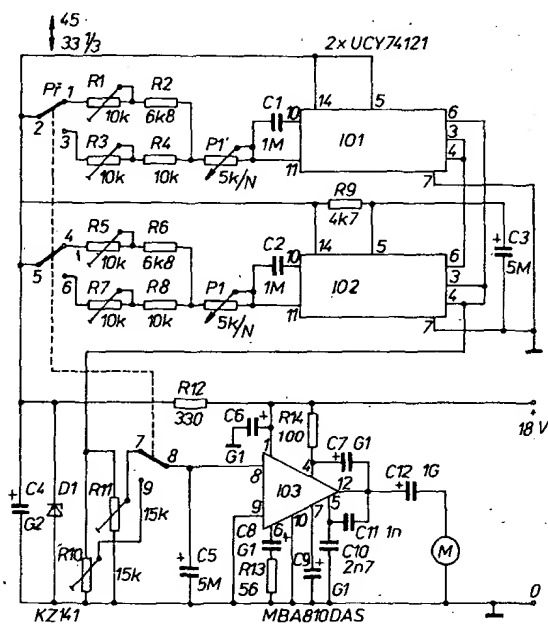 45
33 1/3
2×UCY74121
Př 1 R1 R2 14 5
2 10k 6k8 C1 10 6
3 R3 R4 P1' 1M IO1 3
4
10k 10k 5k/N 11 7
R9
4k7
4 R5 R6 14 5 C3
5 10k 6k8 C2 10 6 + 5M
6 R7 R8 P1 1M IO2 3
4
10k 10k 5k/N 11 7
R12
330
C6 + R14 18 V
G1 100 C7 G1 +
7 8 1 4 + C12 1G
C4 D1 R11 9 8 IO3 12 +
+ G2 15k 9 10 7 5 C11 1n
R10 C8 6 + C10 M
C5 G1 C9 + 2n7
15k + 5M R13 G1
56
KZ141 MBA810DAS 0